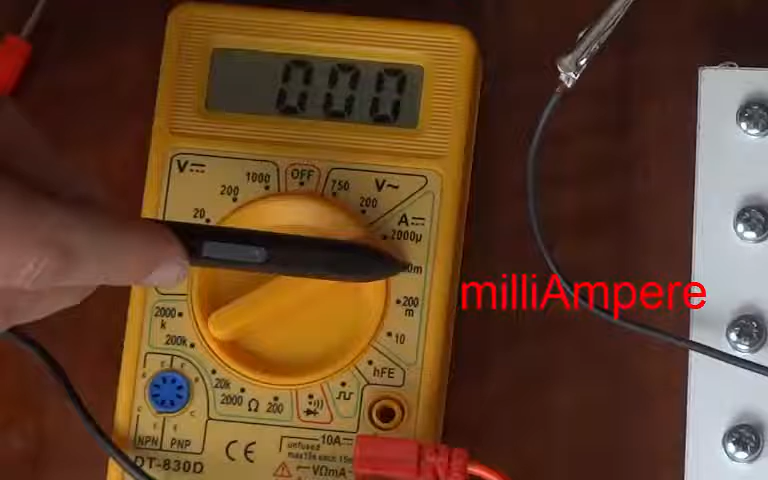 000
V⎓ 1000 OFF 750 V~
200 200
20 A⎓
2000µ
milliAmpere
200
m
2000
k
200k 10
20k hFE
2000 Ω 200
NPN PNP
CE
unfused 10A⎓
DT-830D
VΩmA